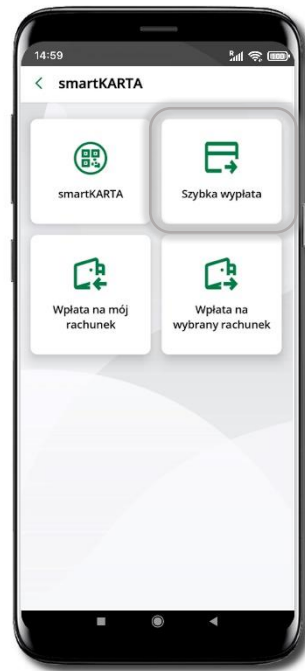 14:59
smartKARTA
smartKARTA
Szybka wypłata
Wpłata na mój
rachunek
Wpłata na
wybrany rachunek